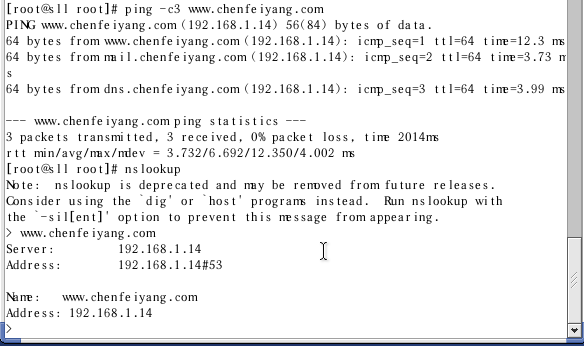 [root@sll root]# ping -c3 www.chenfeiyang.com
PING www.chenfeiyang.com (192.168.1.14) 56(84) bytes of data.
64 bytes from www.chenfeiyang.com (192.168.1.14): icmp_seq=1 ttl=64 time=12.3 ms
64 bytes from mail.chenfeiyang.com (192.168.1.14): icmp_seq=2 ttl=64 time=3.73 m
s
64 bytes from dns.chenfeiyang.com (192.168.1.14): icmp_seq=3 ttl=64 time=3.99 ms

--- www.chenfeiyang.com ping statistics ---
3 packets transmitted, 3 received, 0% packet loss, time 2014ms
rtt min/avg/max/mdev = 3.732/6.692/12.350/4.002 ms
[root@sll root]# nslookup
Note:  nslookup is deprecated and may be removed from future releases.
Consider using the `dig' or `host' programs instead.  Run nslookup with
the `-sil[ent]' option to prevent this message from appearing.
> www.chenfeiyang.com
Server:         192.168.1.14
Address:        192.168.1.14#53

Name:   www.chenfeiyang.com
Address: 192.168.1.14
>